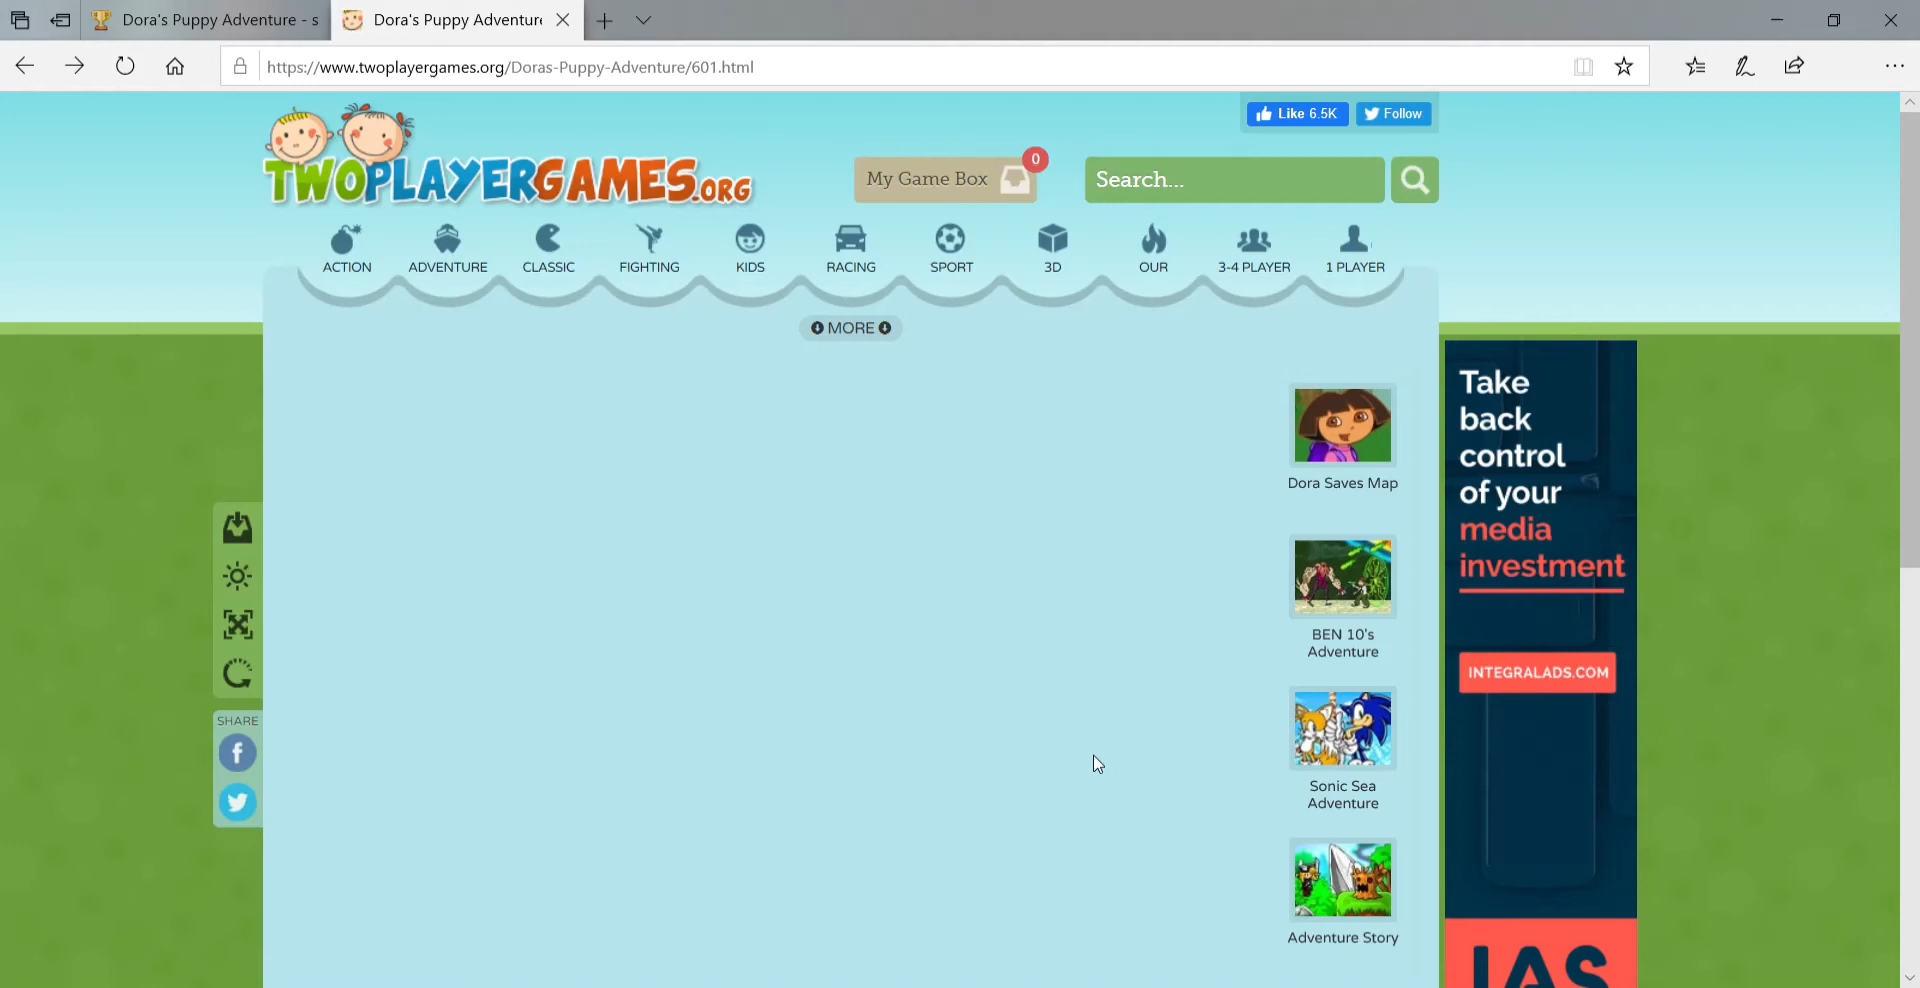 Dora's Puppy Adventure - s
Dora's Puppy Adventure
https://www.twoplayergames.org/Doras-Puppy-Adventure/601.html
Like 6.5K
Follow
TWOPLAYERGAMES.ORG
My Game Box
0
Search...
ACTION
ADVENTURE
CLASSIC
FIGHTING
KIDS
RACING
SPORT
3D
OUR
3-4 PLAYER
1 PLAYER
MORE
Dora Saves Map
BEN 10's
Adventure
Sonic Sea
Adventure
Adventure Story
SHARE
Take
back
control
of your
media
investment
INTEGRALADS.COM
IAS